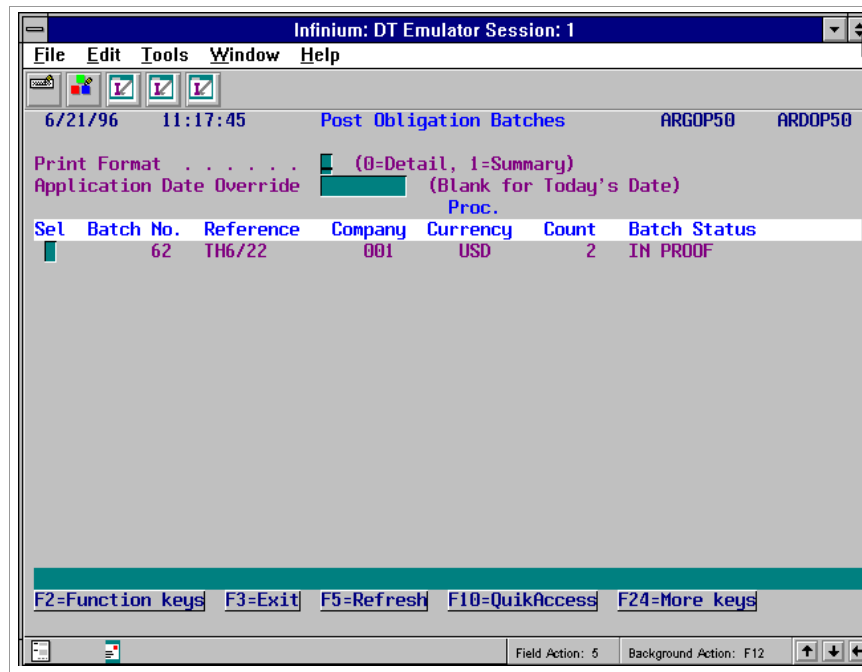 Infinium: DT Emulator Session: 1
File Edit Tools Window Help
6/21/96 11:17:45 Post Obligation Batches ARGOP50 ARDOP50
Print Format . . . . . . (0=Detail, 1=Summary)
Application Date Override (Blank for Today's Date)
Proc.
Sel Batch No. Reference Company Currency Count Batch Status
62 TH6/22 001 USD 2 IN PROOF
F2=Function keys F3=Exit F5=Refresh F10=QuikAccess F24=More keys
Field Action: 5 Background Action: F12